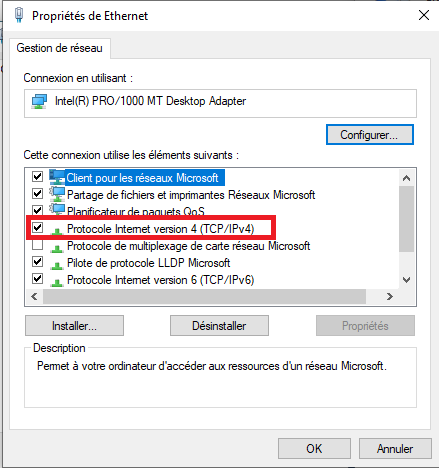 Propriétés de Ethernet
Gestion de réseau
Connexion en utilisant :
Intel(R) PRO/1000 MT Desktop Adapter
Configurer...
Cette connexion utilise les éléments suivants :
Client pour les réseaux Microsoft
Partage de fichiers et imprimantes Réseaux Microsoft
Planificateur de paquets QoS
Protocole Internet version 4 (TCP/IPv4)
Protocole de multiplexage de carte réseau Microsoft
Pilote de protocole LLDP Microsoft
Protocole Internet version 6 (TCP/IPv6)
Installer... Désinstaller Propriétés
Description
Permet à votre ordinateur d'accéder aux ressources d'un réseau Microsoft.
OK Annuler